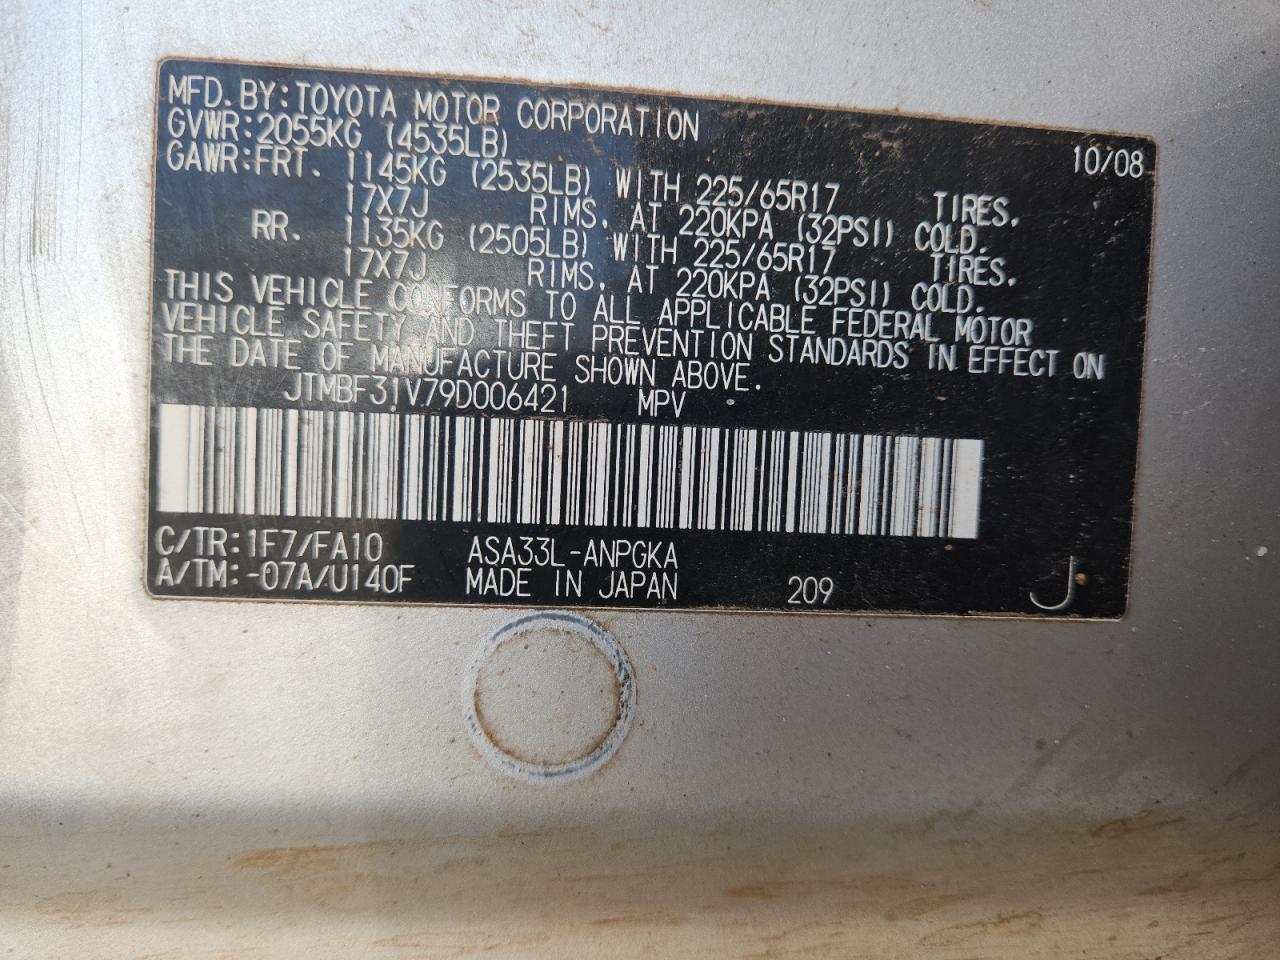 MFD.BY:TOYOTA MOTOR CORPORATION 10/08
GVWR:2055KG (4535LB)
GAWR:FRT. 1145KG (2535LB) WITH 225/65R17 TIRES,
17X7J RIMS, AT 220KPA (32PSI) COLD.
RR. 1135KG (2505LB) WITH 225/65R17 TIRES,
17X7J RIMS, AT 220KPA (32PSI) COLD.
THIS VEHICLE CONFORMS TO ALL APPLICABLE FEDERAL MOTOR
VEHICLE SAFETY AND THEFT PREVENTION STANDARDS IN EFFECT ON
THE DATE OF MANUFACTURE SHOWN ABOVE.
JTMBF31V79D006421 MPV
C/TR:1F7/FA10 ASA33L-ANPGKA
A/TM:-07A/U140F MADE IN JAPAN 209 J